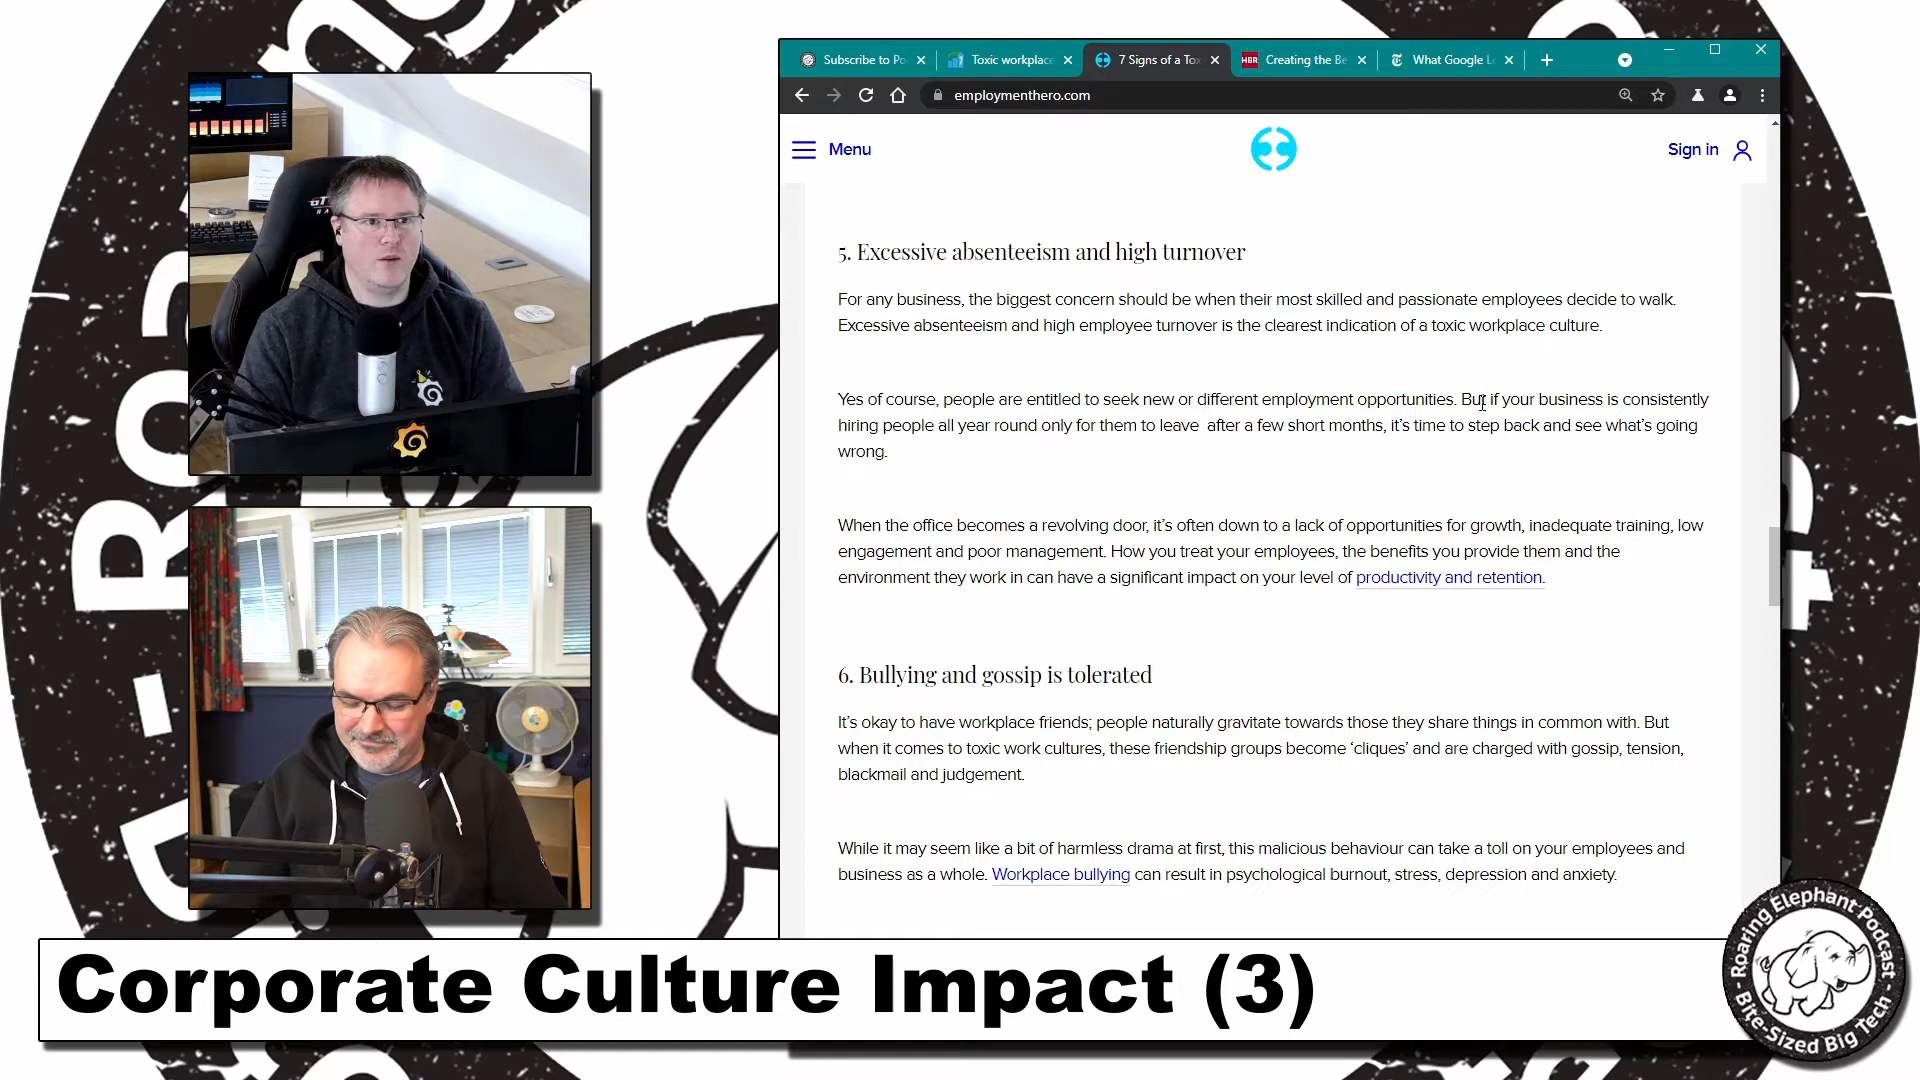 Subscribe to Po
Toxic workplace
7 Signs of a Tox
HBR
Creating the Be
What Google L
employmenthero.com
Menu
Sign in
5. Excessive absenteeism and high turnover
For any business, the biggest concern should be when their most skilled and passionate employees decide to walk.
Excessive absenteeism and high employee turnover is the clearest indication of a toxic workplace culture.
Yes of course, people are entitled to seek new or different employment opportunities. But if your business is consistently
hiring people all year round only for them to leave after a few short months, it's time to step back and see what's going
wrong.
When the office becomes a revolving door, it's often down to a lack of opportunities for growth, inadequate training, low
engagement and poor management. How you treat your employees, the benefits you provide them and the
environment they work in can have a significant impact on your level of productivity and retention.
6. Bullying and gossip is tolerated
It's okay to have workplace friends; people naturally gravitate towards those they share things in common with. But
when it comes to toxic work cultures, these friendship groups become 'cliques' and are charged with gossip, tension,
blackmail and judgement.
While it may seem like a bit of harmless drama at first, this malicious behaviour can take a toll on your employees and
business as a whole. Workplace bullying can result in psychological burnout, stress, depression and anxiety.
Corporate Culture Impact (3)
- Roaring Elephant Podcast -
Bite-Sized Big Tech